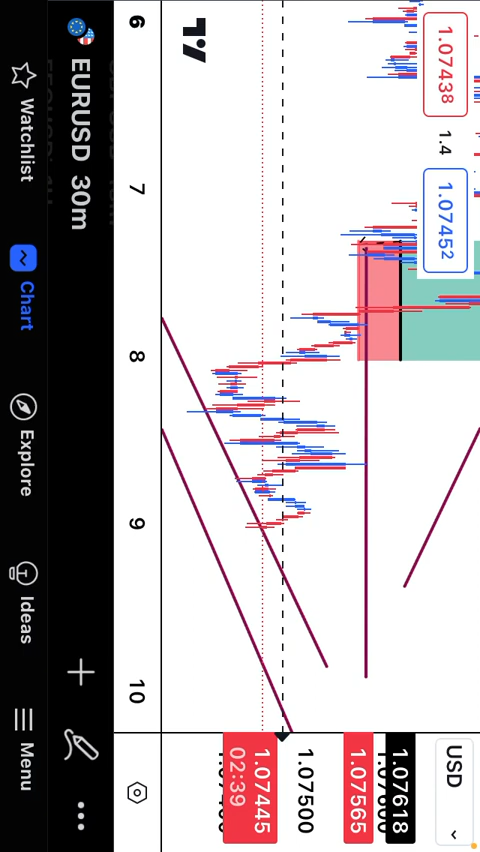 1.07438
1.4
1.07452
USD
1.07618
1.07565
1.07500
1.07445
02:39
6
7
8
9
10
EURUSD 30m
Watchlist
Chart
Explore
Ideas
Menu